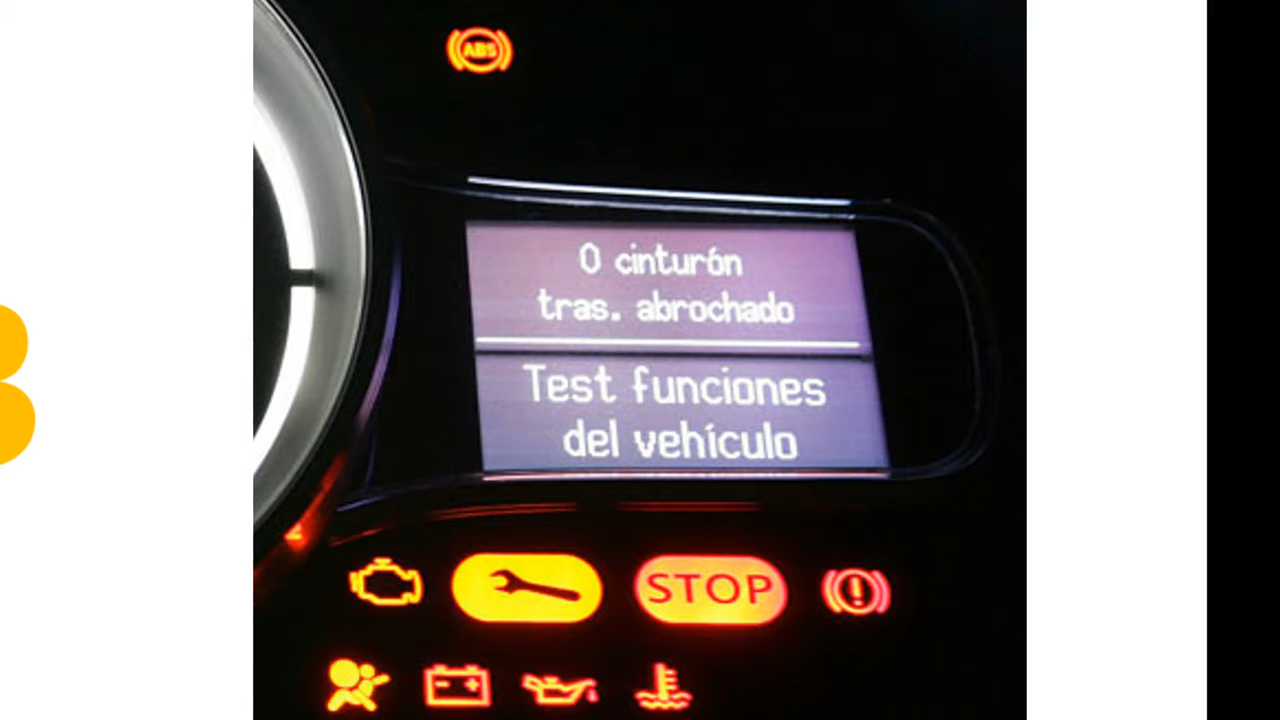 ABS
0 cinturón
tras. abrochado
Test funciones
del vehículo
STOP